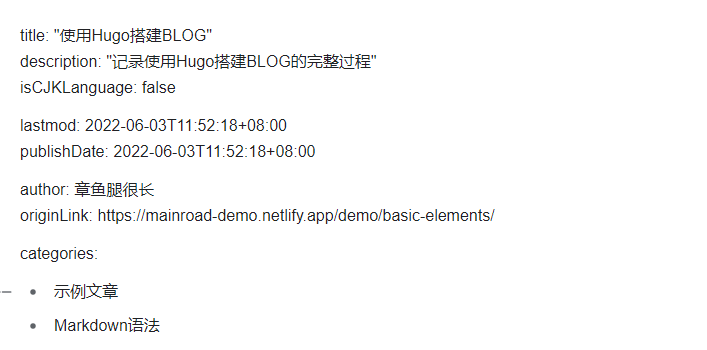 title: "使用Hugo搭建BLOG"
description: "记录使用Hugo搭建BLOG的完整过程"
isCJKLanguage: false
lastmod: 2022-06-03T11:52:18+08:00
publishDate: 2022-06-03T11:52:18+08:00
author: 章鱼腿很长
originLink: https://mainroad-demo.netlify.app/demo/basic-elements/
categories:
示例文章
Markdown语法